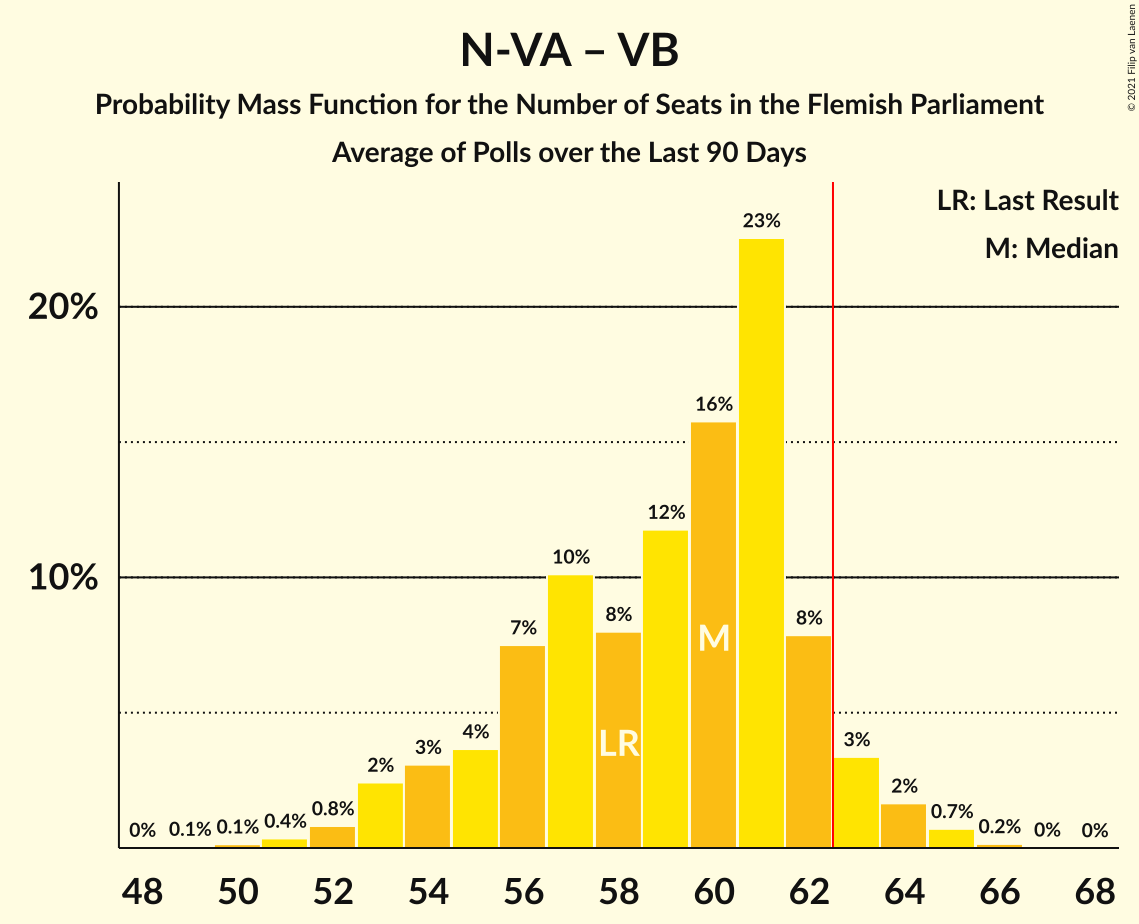 N-VA – VB
Probability Mass Function for the Number of Seats in the Flemish Parliament
Average of Polls over the Last 90 Days
© 2021 Filip van Laenen
LR: Last Result
M: Median
20%
10%
0%
0.1%
0.1%
0.4%
0.8%
2%
3%
4%
7%
10%
8%
12%
16%
23%
8%
3%
2%
0.7%
0.2%
0%
0%
LR
M
48 50 52 54 56 58 60 62 64 66 68